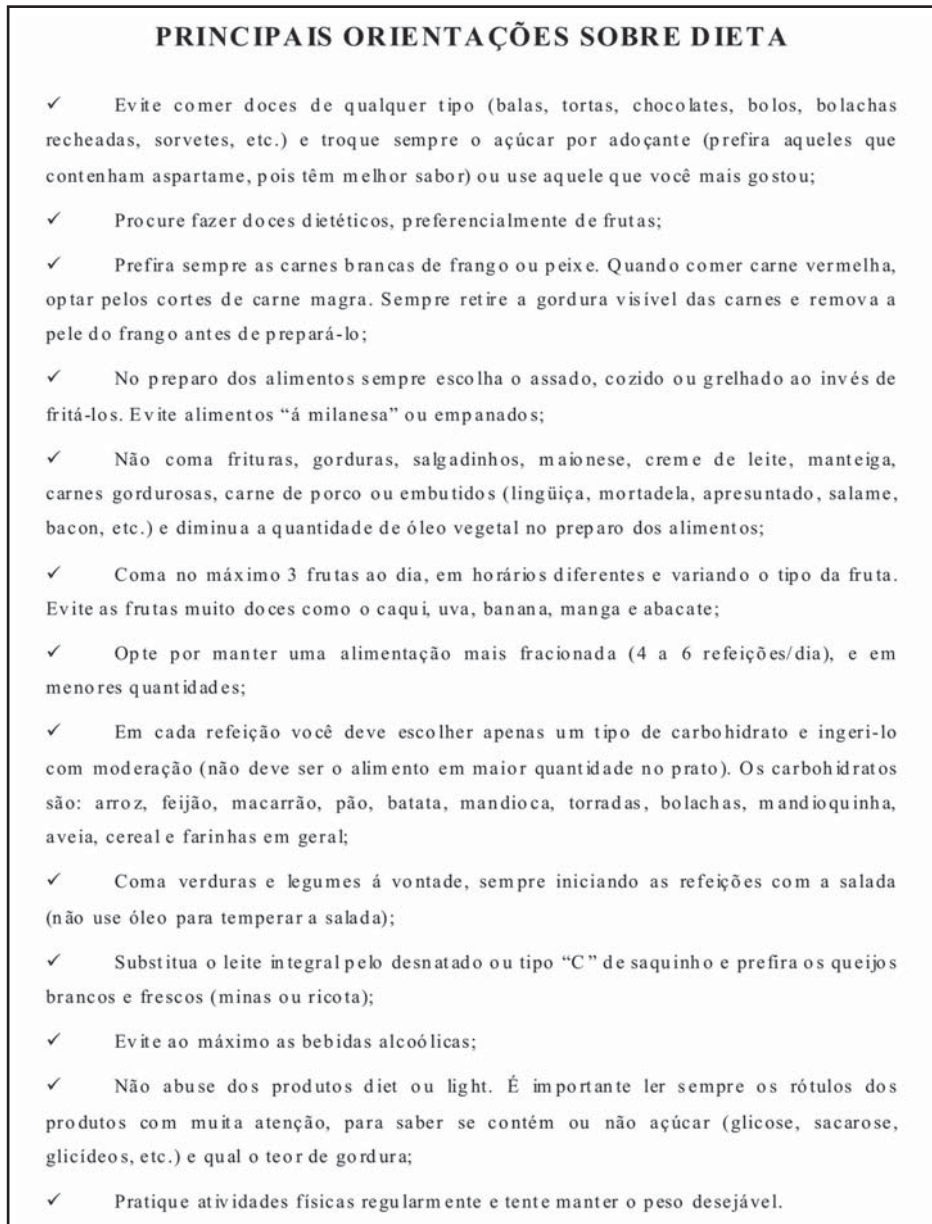 PRINCIPAIS ORIENTAÇÕES SOBRE DIETA
✓ Evite comer doces de qualquer tipo (balas, tortas, chocolates, bolos, bolachas
recheadas, sorvetes, etc.) e troque sempre o açúcar por adoçante (prefira aqueles que
contenham aspartame, pois têm melhor sabor) ou use aquele que você mais gostou;
✓ Procure fazer doces dietéticos, preferencialmente de frutas;
✓ Prefira sempre as carnes brancas de frango ou peixe. Quando comer carne vermelha,
optar pelos cortes de carne magra. Sempre retire a gordura visível das carnes e remova a
pele do frango antes de prepará-lo;
✓ No preparo dos alimentos sempre escolha o assado, cozido ou grelhado ao invés de
fritá-los. Evite alimentos “á milanesa” ou empanados;
✓ Não coma frituras, gorduras, salgadinhos, maionese, creme de leite, manteiga,
carnes gordurosas, carne de porco ou embutidos (lingüiça, mortadela, apresuntado, salame,
bacon, etc.) e diminua a quantidade de óleo vegetal no preparo dos alimentos;
✓ Coma no máximo 3 frutas ao dia, em horários diferentes e variando o tipo da fruta.
Evite as frutas muito doces como o caqui, uva, banana, manga e abacate;
✓ Opte por manter uma alimentação mais fracionada (4 a 6 refeições/dia), e em
menores quantidades;
✓ Em cada refeição você deve escolher apenas um tipo de carbohidrato e ingeri-lo
com moderação (não deve ser o alimento em maior quantidade no prato). Os carbohidratos
são: arroz, feijão, macarrão, pão, batata, mandioca, torradas, bolachas, mandioquinha,
aveia, cereal e farinhas em geral;
✓ Coma verduras e legumes á vontade, sempre iniciando as refeições com a salada
(não use óleo para temperar a salada);
✓ Substitua o leite integral pelo desnatado ou tipo “C” de saquinho e prefira os queijos
brancos e frescos (minas ou ricota);
✓ Evite ao máximo as bebidas alcoólicas;
✓ Não abuse dos produtos diet ou light. É importante ler sempre os rótulos dos
produtos com muita atenção, para saber se contém ou não açúcar (glicose, sacarose,
glicídeos, etc.) e qual o teor de gordura;
✓ Pratique atividades físicas regularmente e tente manter o peso desejável.